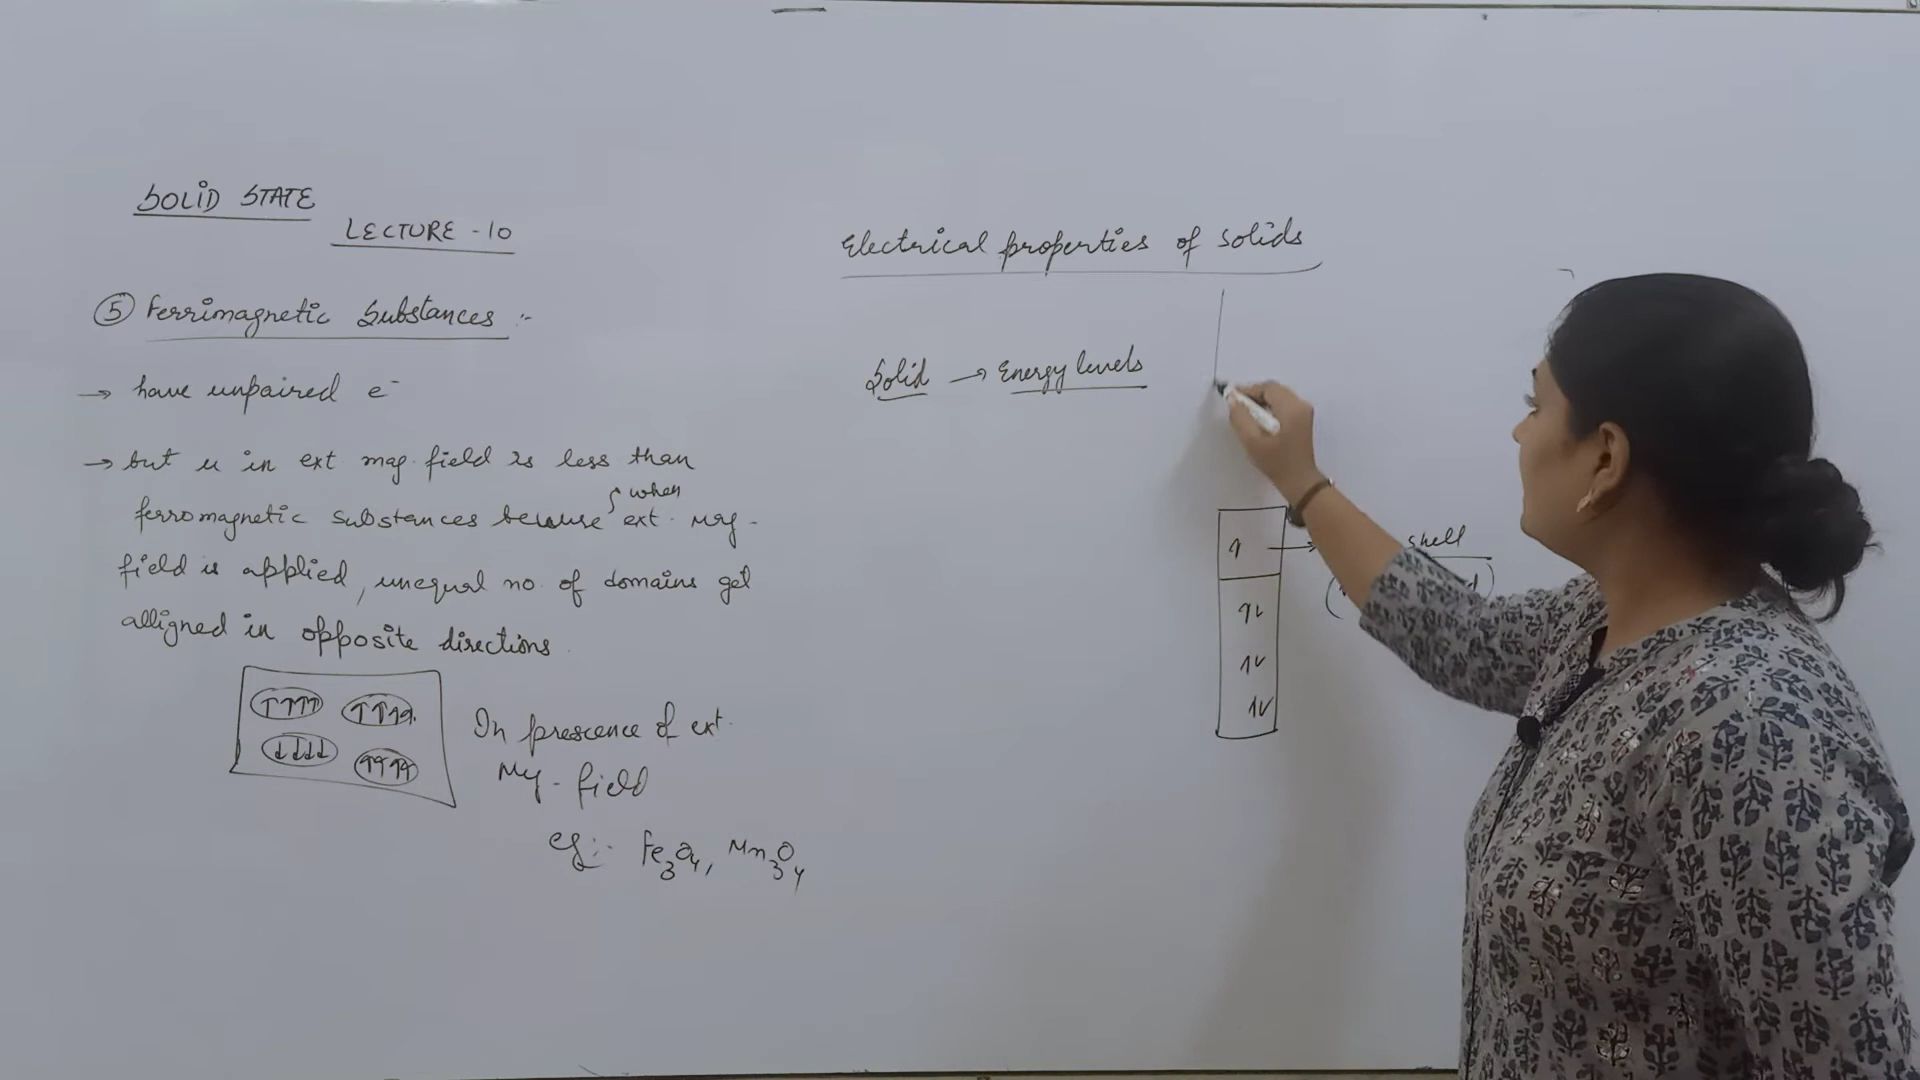 SOLID STATE
LECTURE - 10
⑤ Ferrimagnetic Substances :-
→ have unpaired e⁻
→ but u in ext. mag. field is less than
ferromagnetic substances because when ext. mag.
field is applied, unequal no. of domains get
alligned in opposite directions.
↑↑↑↑ ↑↑↑↑
↓↓↓↓ ↑↑↑↑
In prescence of ext.
Mg. field
eg:- Fe₃O₄, Mn₃O₄
Electrical properties of solids
Solid → Energy levels
↑ → shell
↑↓
↑↓
↑↓